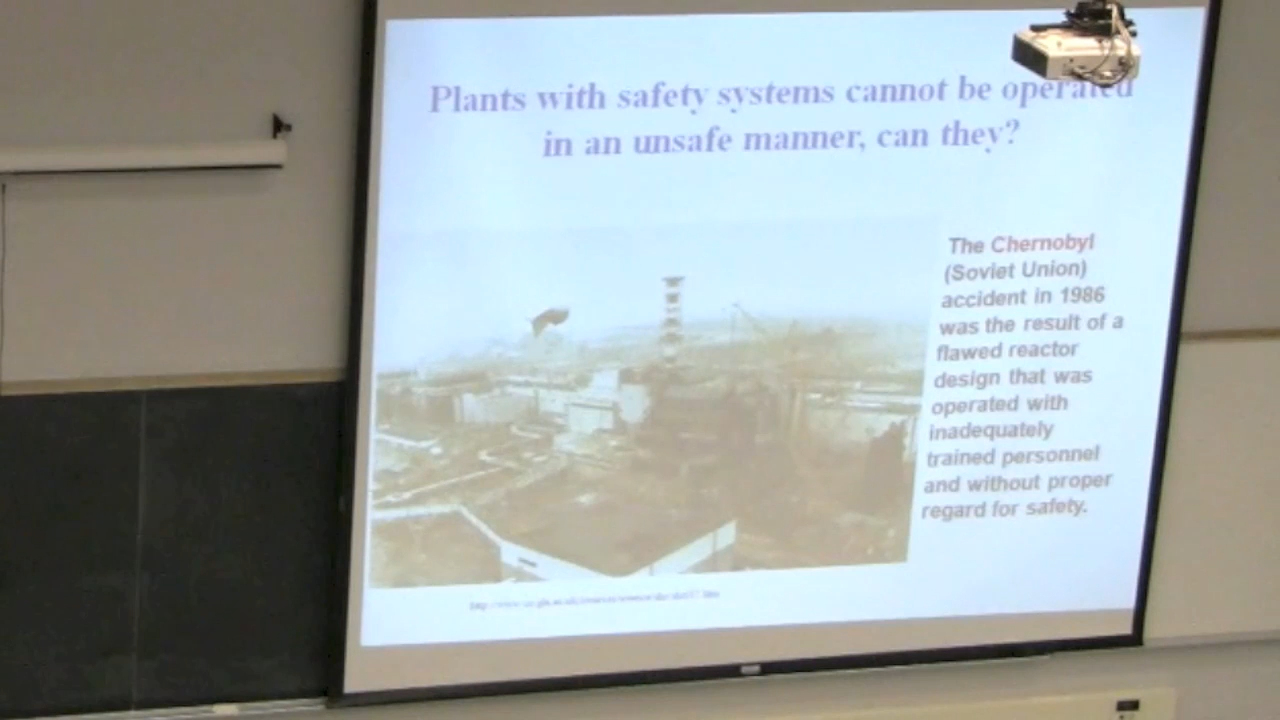 Plants with safety systems cannot be operated
in an unsafe manner, can they?
The Chernobyl
(Soviet Union)
accident in 1986
was the result of a
flawed reactor
design that was
operated with
inadequately
trained personnel
and without proper
regard for safety.